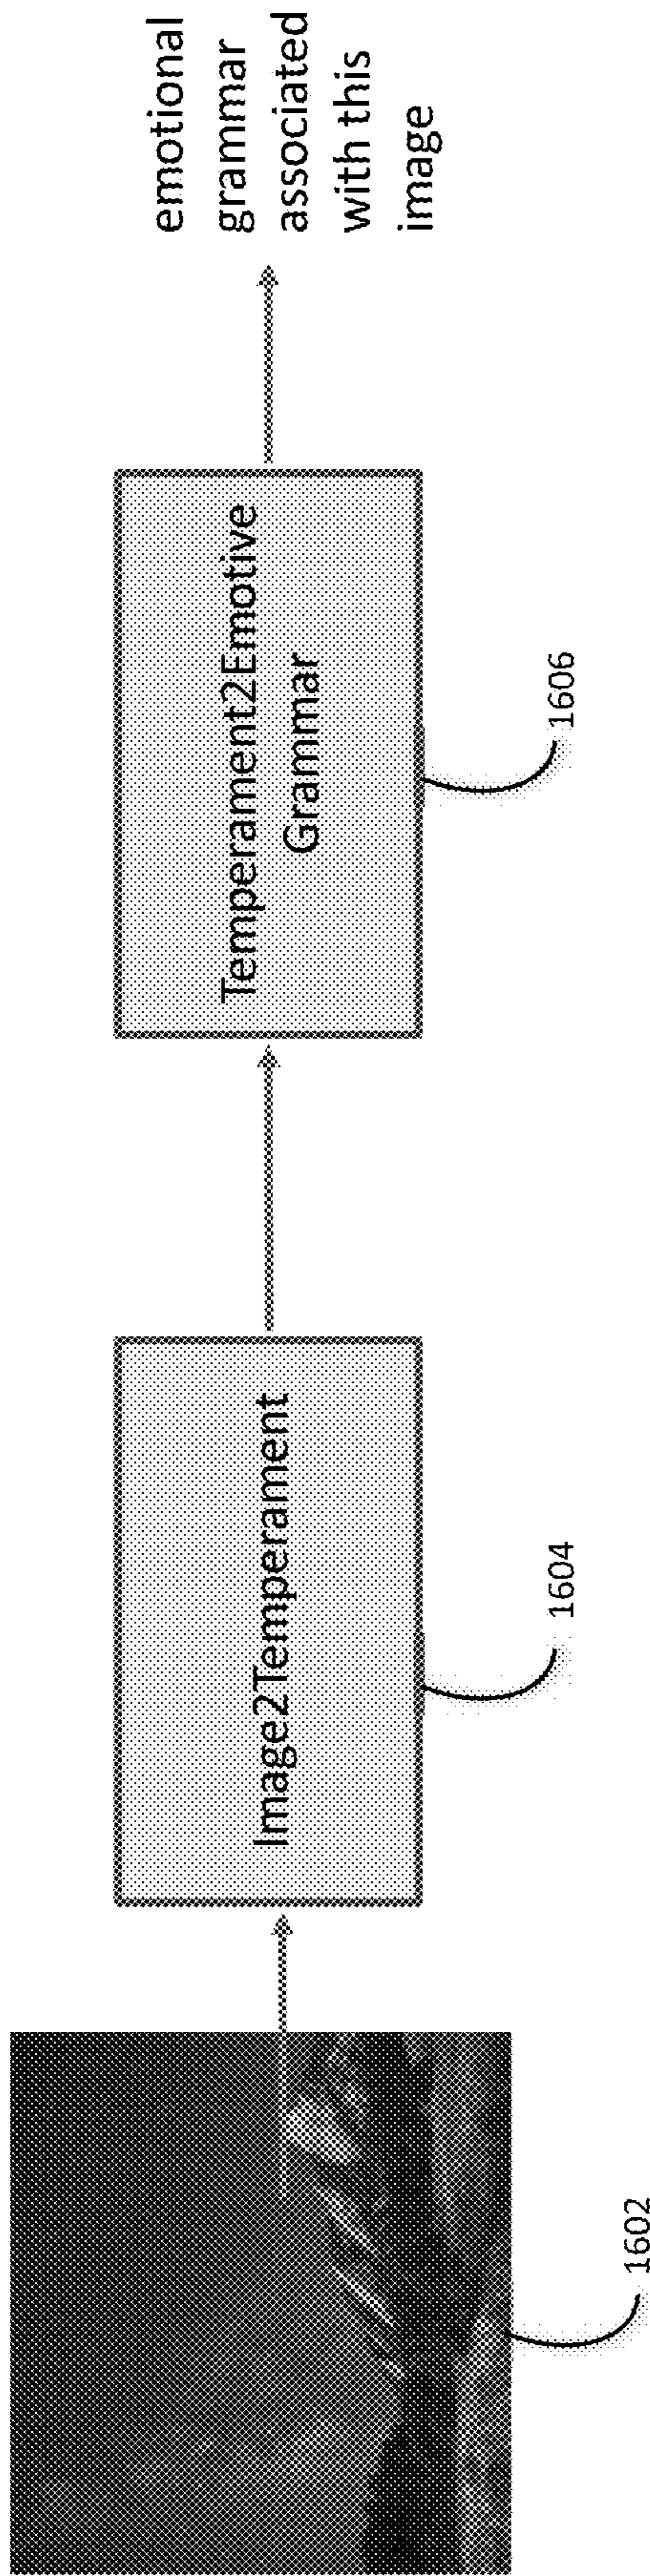 1602
Image2Temperament
1604
Temperament2Emotive
Grammar
1606
emotional
grammar
associated
with this
image